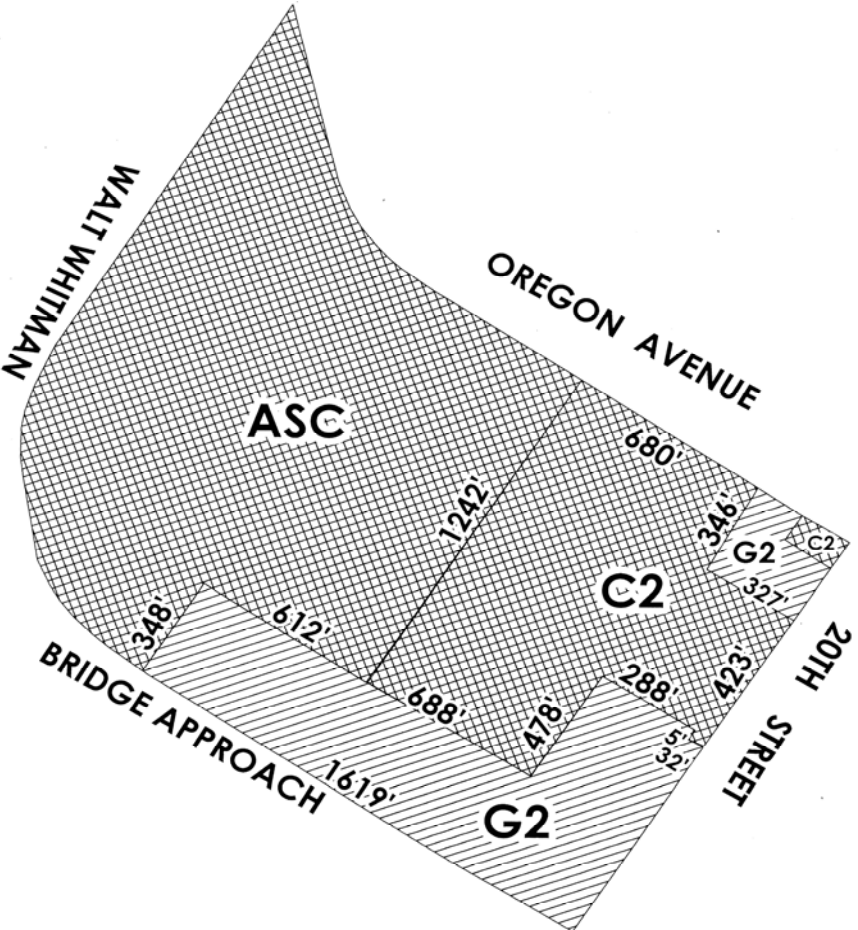 WALT WHITMAN
OREGON AVENUE
ASC
680'
1242'
346'
G2
C2
C2
327'
348'
612'
688'
478'
288'
423'
5'
32'
20TH STREET
BRIDGE APPROACH
1619'
G2